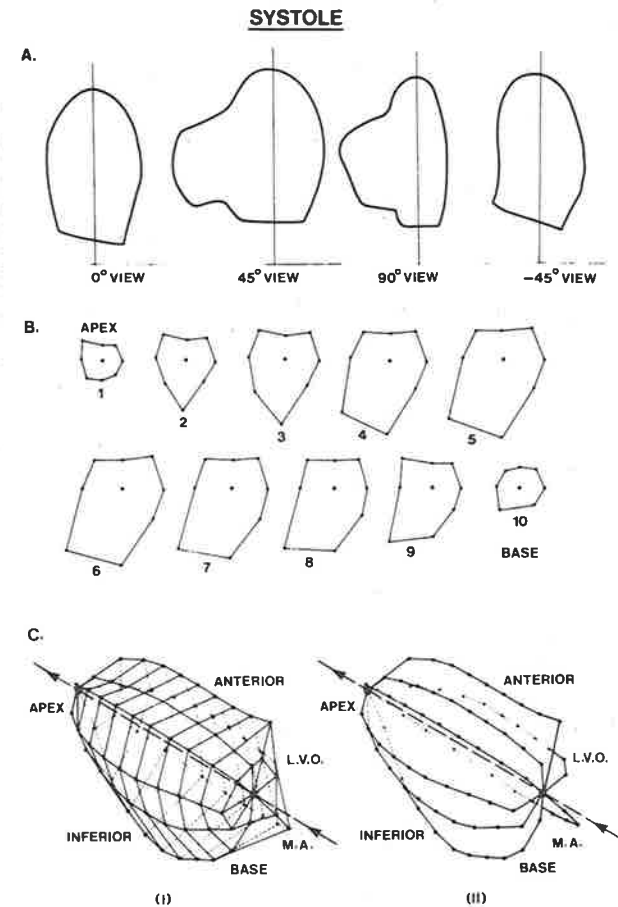 SYSTOLE
A.
0° VIEW 45° VIEW 90° VIEW -45° VIEW
B.
APEX
1 2 3 4 5
6 7 8 9 10
BASE
C.
ANTERIOR ANTERIOR
APEX APEX
L.V.O. L.V.O.
INFERIOR M.A. INFERIOR M.A.
BASE BASE
(I) (II)